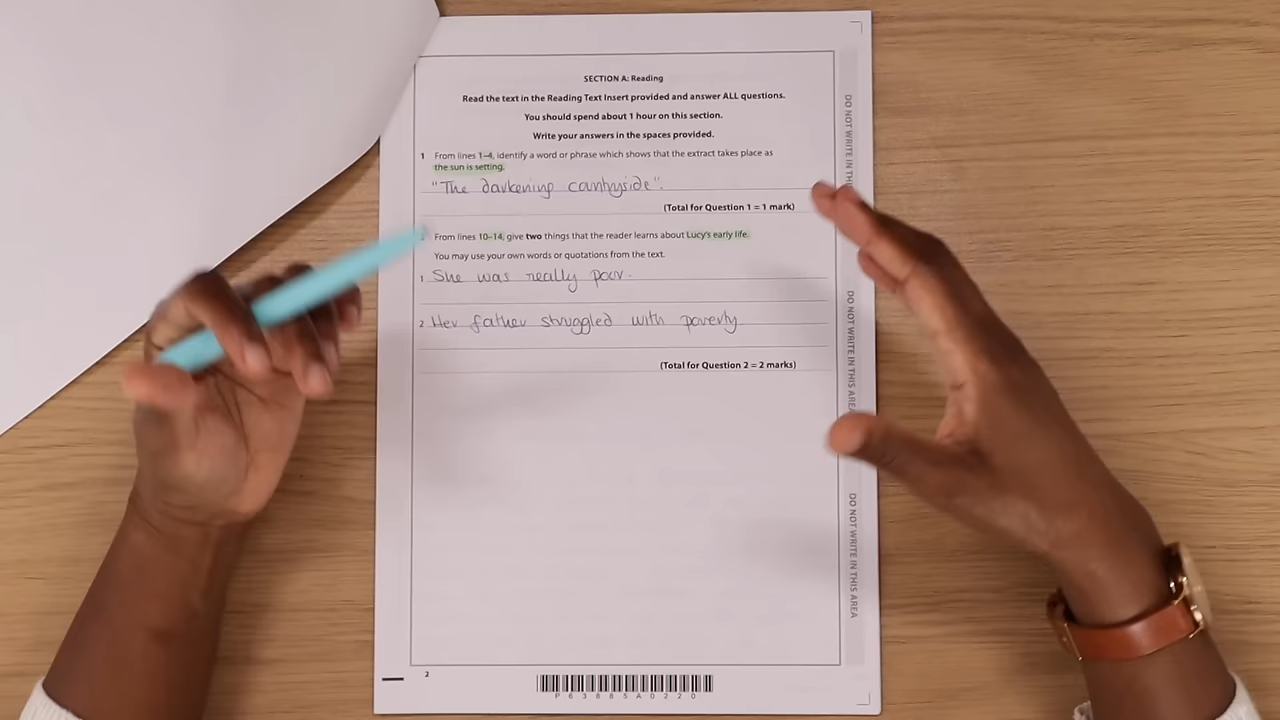 SECTION A: Reading
Read the text in the Reading Text Insert provided and answer ALL questions.
You should spend about 1 hour on this section.
Write your answers in the spaces provided.
1 From lines 1–4, identify a word or phrase which shows that the extract takes place as
the sun is setting.
"The darkening countryside".
(Total for Question 1 = 1 mark)
From lines 10–14, give two things that the reader learns about Lucy's early life.
You may use your own words or quotations from the text.
1 She was really poor.
2 Her father struggled with poverty.
(Total for Question 2 = 2 marks)
2
P63885A0220
DO NOT WRITE IN THIS
DO NOT WRITE IN THIS AREA
DO NOT WRITE IN THIS AREA